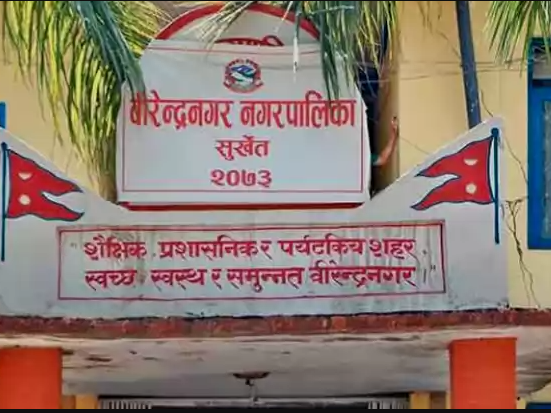 वीरेन्द्रनगर नगरपालिका
सुर्खेत
२०७३
शैक्षिक प्रशासनिक र पर्यटकिय शहर
स्वच्छ स्वस्थ र समुन्नत वीरेन्द्रनगर